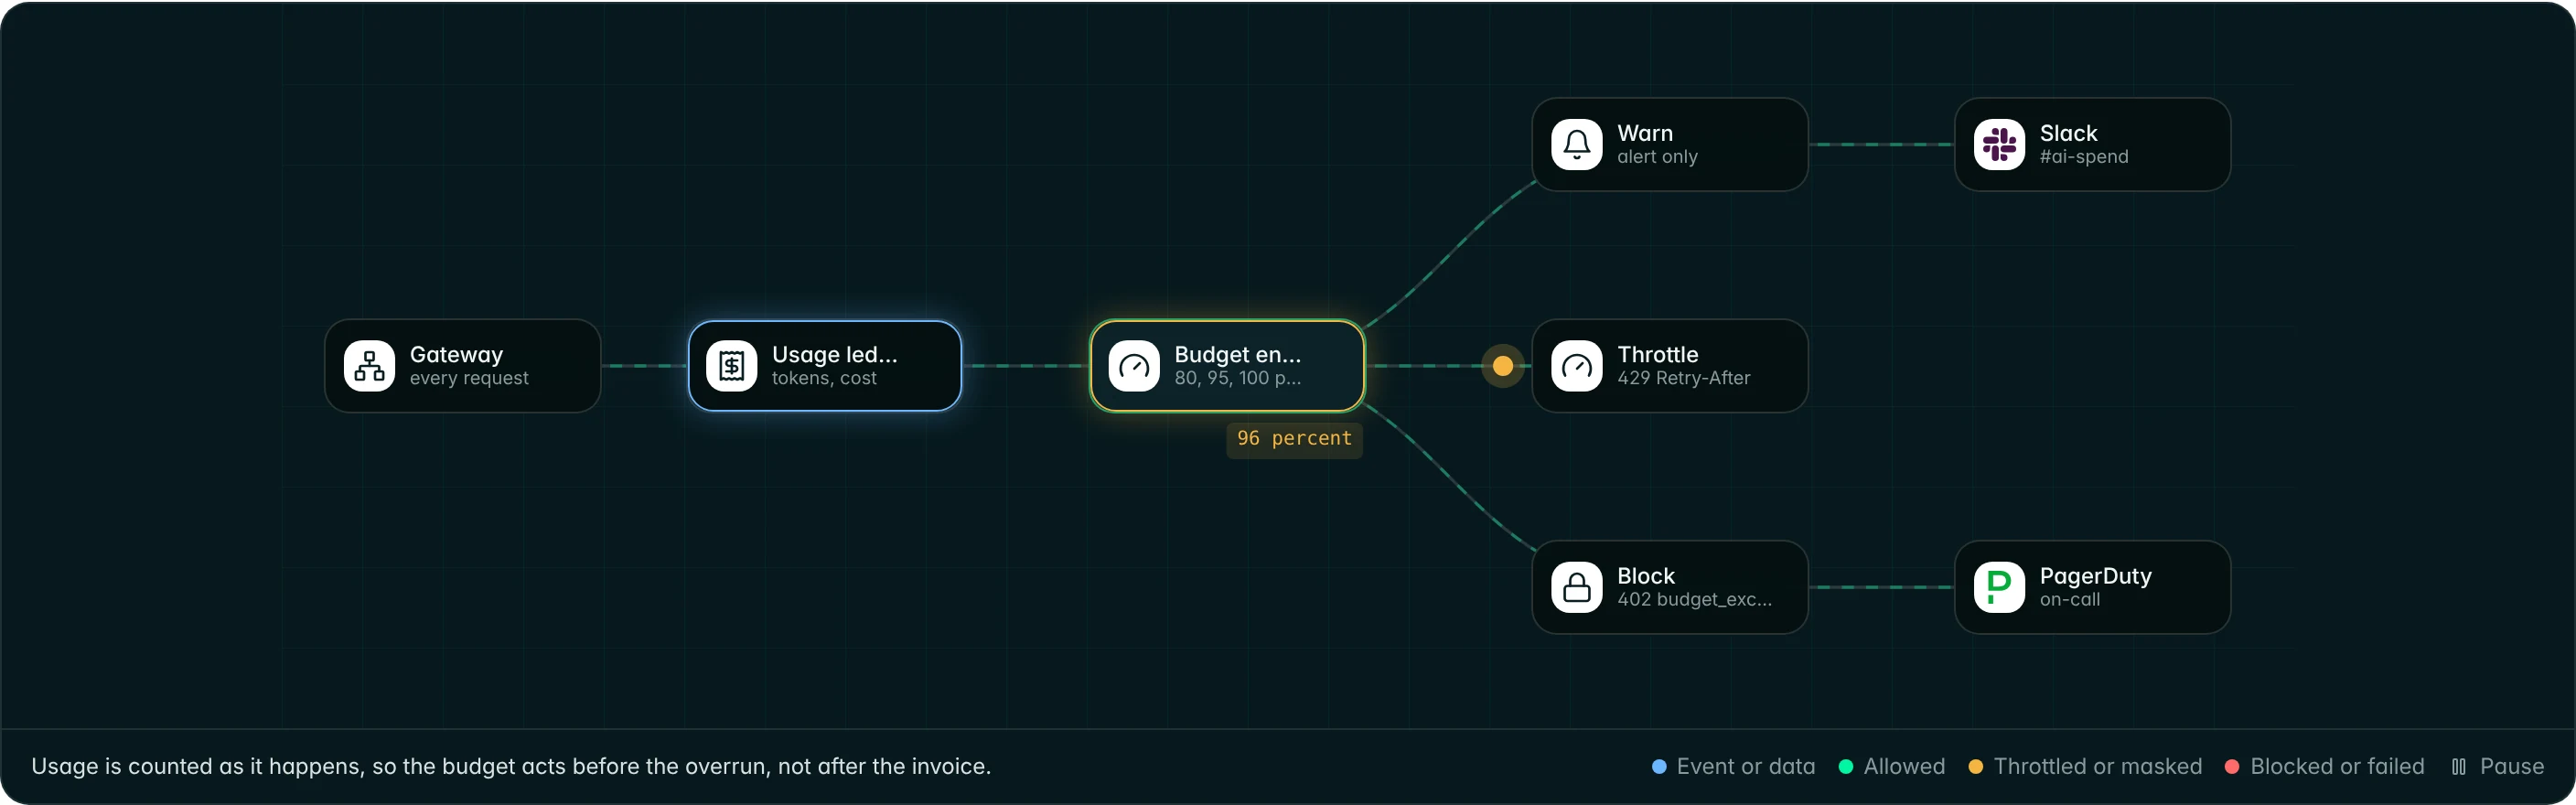 Warn
alert only
Slack
#ai-spend
Gateway
every request
Usage led...
tokens, cost
Budget en...
80, 95, 100 p...
96 percent
Throttle
429 Retry-After
Block
402 budget_exc...
PagerDuty
on-call
Usage is counted as it happens, so the budget acts before the overrun, not after the invoice.
Event or data
Allowed
Throttled or masked
Blocked or failed
Pause